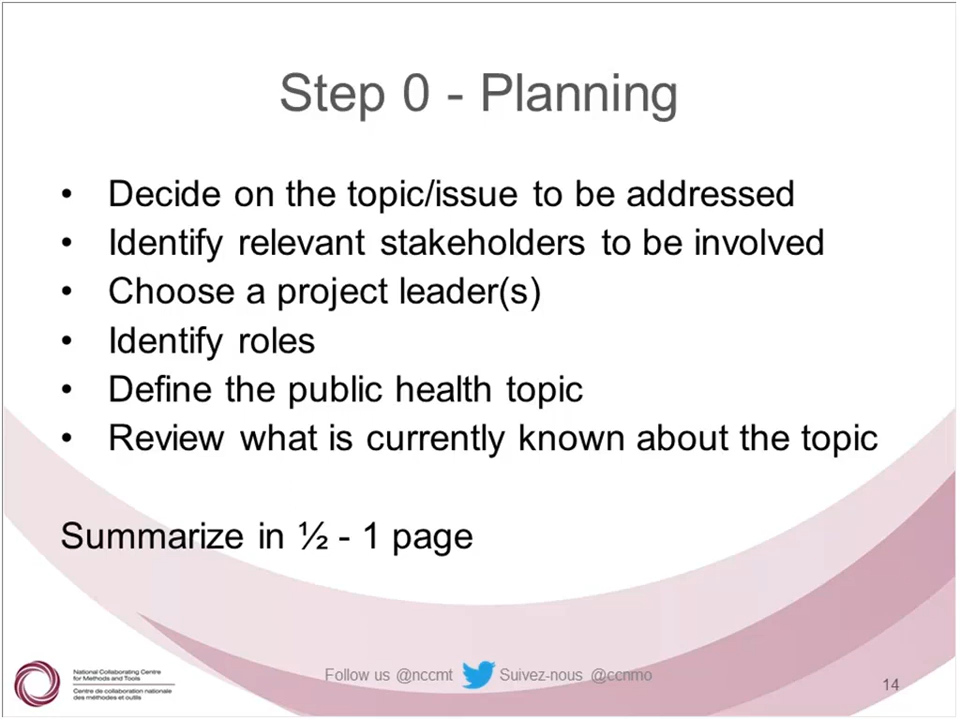 Step 0 - Planning
• Decide on the topic/issue to be addressed
• Identify relevant stakeholders to be involved
• Choose a project leader(s)
• Identify roles
• Define the public health topic
• Review what is currently known about the topic
Summarize in ½ - 1 page
National Collaborating Centre
for Methods and Tools
Centre de collaboration nationale
des méthodes et outils
Follow us @nccmt Suivez-nous @ccnmo
14